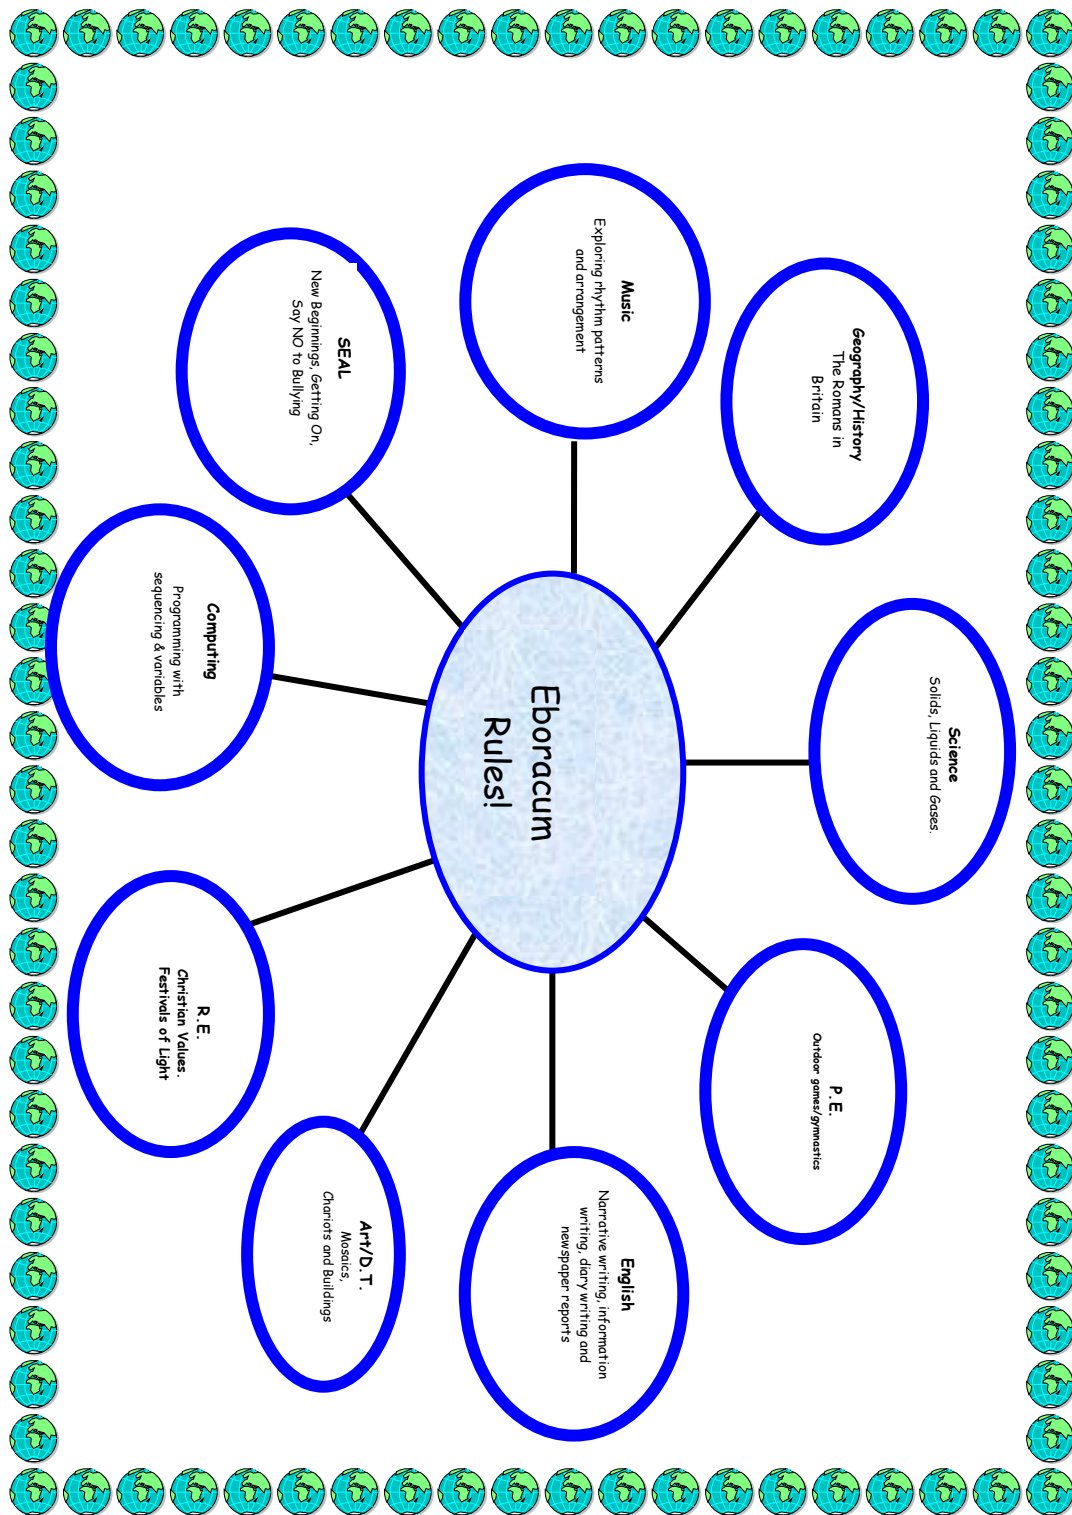 Eboracum
Rules!
Science
Solids, Liquids and Gases.
P.E.
Outdoor games/gymnastics
English
Narrative writing, information
writing, diary writing and
newspaper reports
Art/D.T.
Mosaics,
Chariots and Buildings
R.E.
Christian Values.
Festivals of Light
Computing
Programming with
sequencing & variables
SEAL
New Beginnings, Getting On,
Say NO to Bullying
Music
Exploring rhythm patterns
and arrangement
Geography/History
The Romans in
Britain